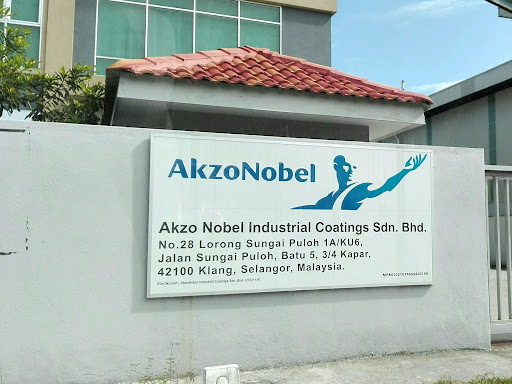 AkzoNobel
Akzo Nobel Industrial Coatings Sdn. Bhd.
No.28 Lorong Sungai Puloh 1A/KU6,
Jalan Sungai Puloh, Batu 5, 3/4 Kapar,
42100 Klang, Selangor, Malaysia.